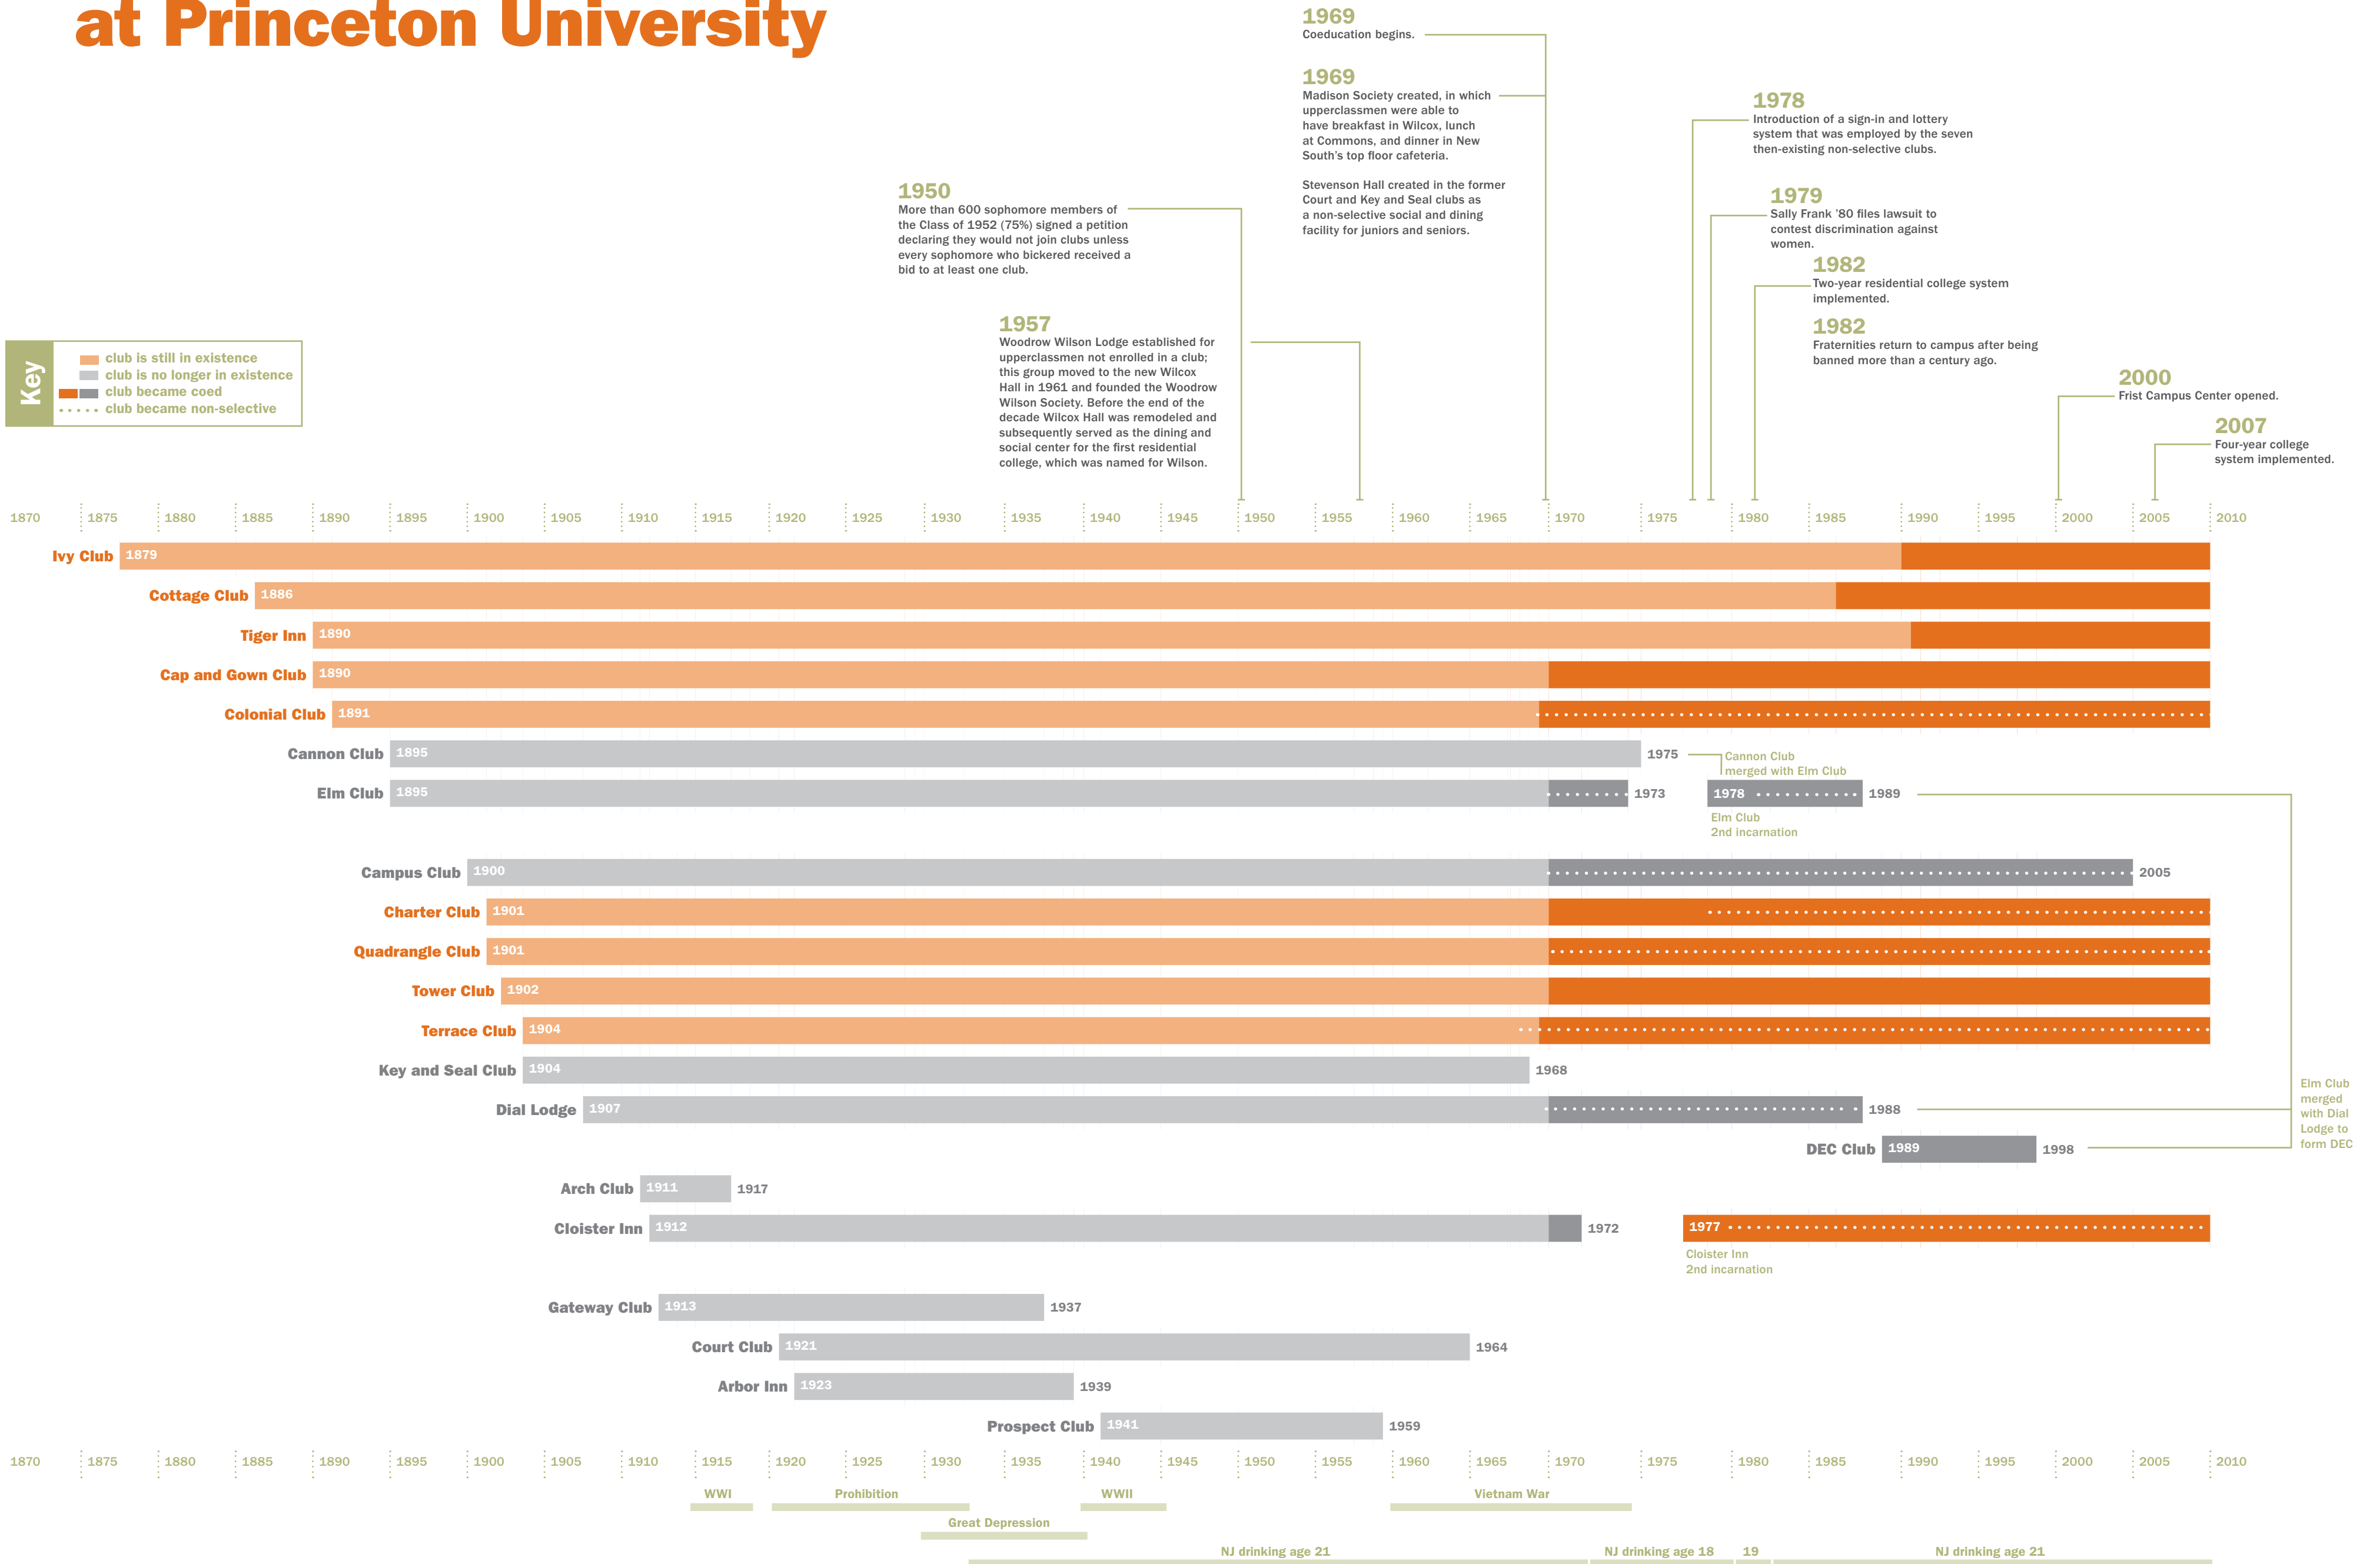 at Princeton University
1969
Coeducation begins.
1969
Madison Society created, in which
upperclassmen were able to
have breakfast in Wilcox, lunch
at Commons, and dinner in New
South's top floor cafeteria.
Stevenson Hall created in the former
Court and Key and Seal clubs as
a non-selective social and dining
facility for juniors and seniors.
1978
Introduction of a sign-in and lottery
system that was employed by the seven
then-existing non-selective clubs.
1950
More than 600 sophomore members of
the Class of 1952 (75%) signed a petition
declaring they would not join clubs unless
every sophomore who bickered received a
bid to at least one club.
1979
Sally Frank '80 files lawsuit to
contest discrimination against
women.
1982
Two-year residential college system
implemented.
1982
Fraternities return to campus after being
banned more than a century ago.
1957
Woodrow Wilson Lodge established for
upperclassmen not enrolled in a club;
this group moved to the new Wilcox
Hall in 1961 and founded the Woodrow
Wilson Society. Before the end of the
decade Wilcox Hall was remodeled and
subsequently served as the dining and
social center for the first residential
college, which was named for Wilson.
2000
Frist Campus Center opened.
2007
Four-year college
system implemented.
Key
club is still in existence
club is no longer in existence
club became coed
club became non-selective
1870 1875 1880 1885 1890 1895 1900 1905 1910 1915 1920 1925 1930 1935 1940 1945 1950 1955 1960 1965 1970 1975 1980 1985 1990 1995 2000 2005 2010
Ivy Club 1879
Cottage Club 1886
Tiger Inn 1890
Cap and Gown Club 1890
Colonial Club 1891
Cannon Club 1895 1975
Cannon Club
merged with Elm Club
Elm Club 1895 1973 1978 1989
Elm Club
2nd incarnation
Campus Club 1900 2005
Charter Club 1901
Quadrangle Club 1901
Tower Club 1902
Terrace Club 1904
Key and Seal Club 1904 1968
Dial Lodge 1907 1988
Elm Club
merged
with Dial
Lodge to
form DEC
DEC Club 1989 1998
Arch Club 1911 1917
Cloister Inn 1912 1972 1977
Cloister Inn
2nd incarnation
Gateway Club 1913 1937
Court Club 1921 1964
Arbor Inn 1923 1939
Prospect Club 1941 1959
1870 1875 1880 1885 1890 1895 1900 1905 1910 1915 1920 1925 1930 1935 1940 1945 1950 1955 1960 1965 1970 1975 1980 1985 1990 1995 2000 2005 2010
WWI Prohibition WWII Vietnam War
Great Depression
NJ drinking age 21 NJ drinking age 18 19 NJ drinking age 21